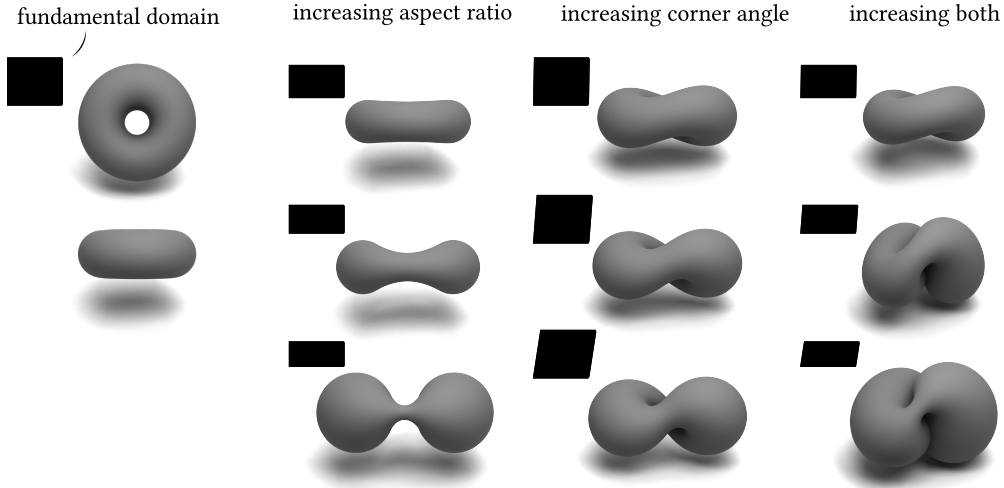 fundamental domain
increasing aspect ratio
increasing corner angle
increasing both